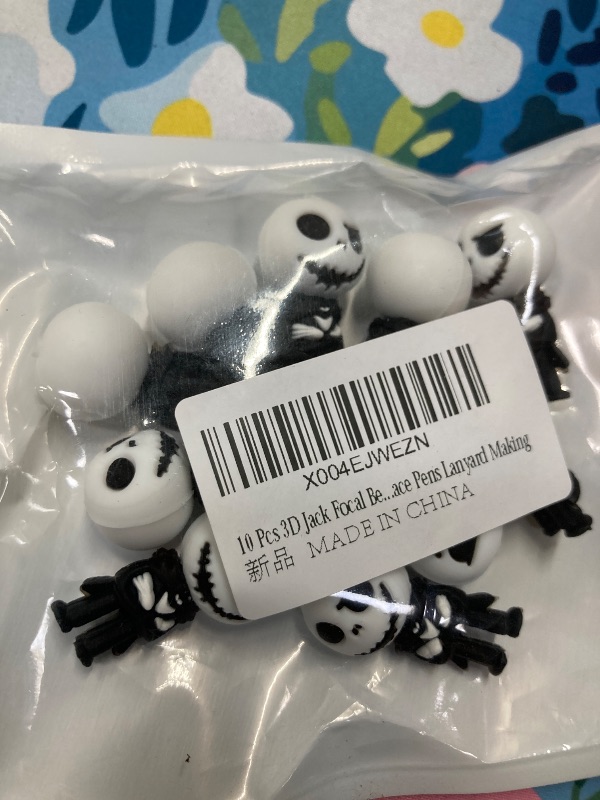 X004EJWEZN
10 Pcs 3D Jack Focal Be...ace Pens Lanyard Making
新品 MADE IN CHINA